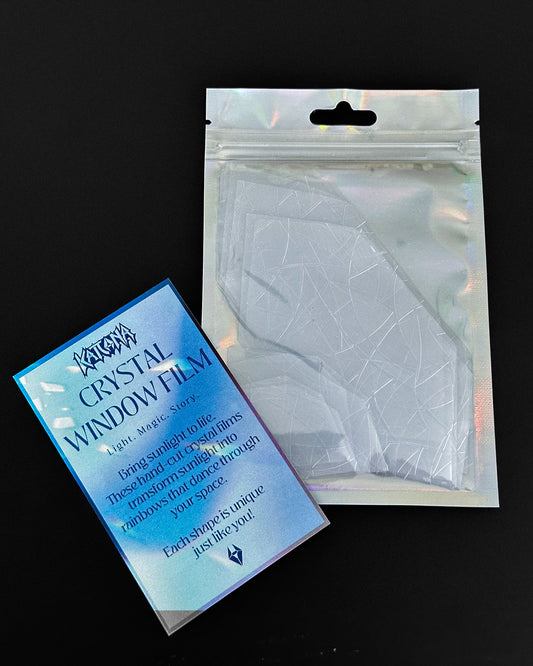 KATGNA
CRYSTAL
WINDOW FILM
Light. Magic. Story.
Bring sunlight to life.
These hand-cut crystal films
transform sunlight into
rainbows that dance through
your space.
Each shape is unique
just like you!